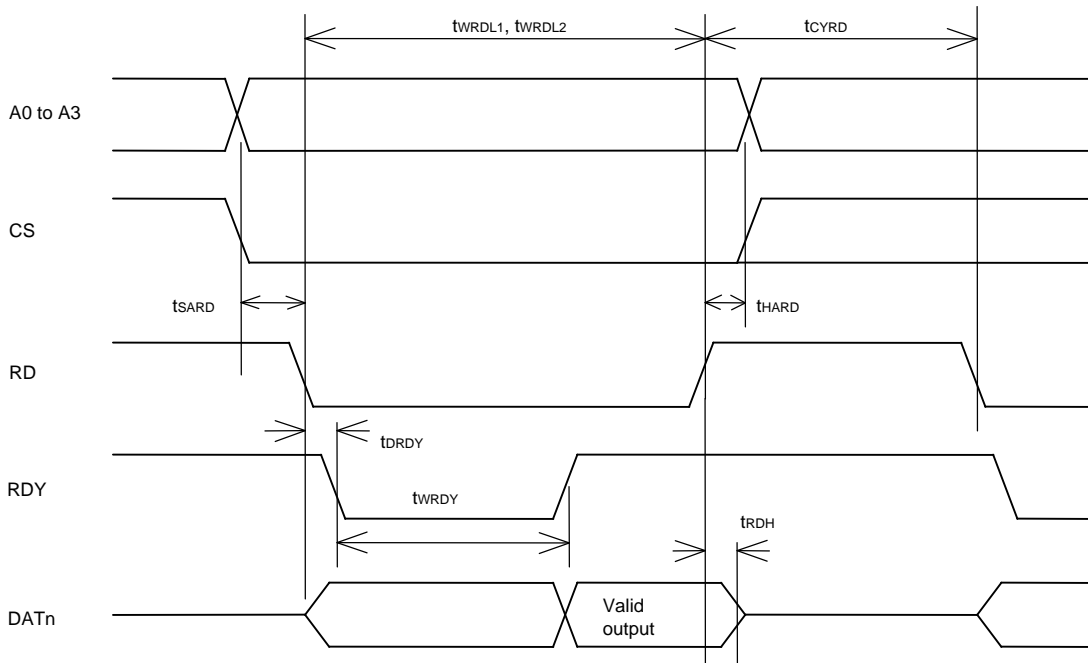 tWRDL1, tWRDL2
tCYRD
A0 to A3
CS
tSARD
tHARD
RD
tDRDY
RDY
tWRDY
tRDH
DATn
Valid
output